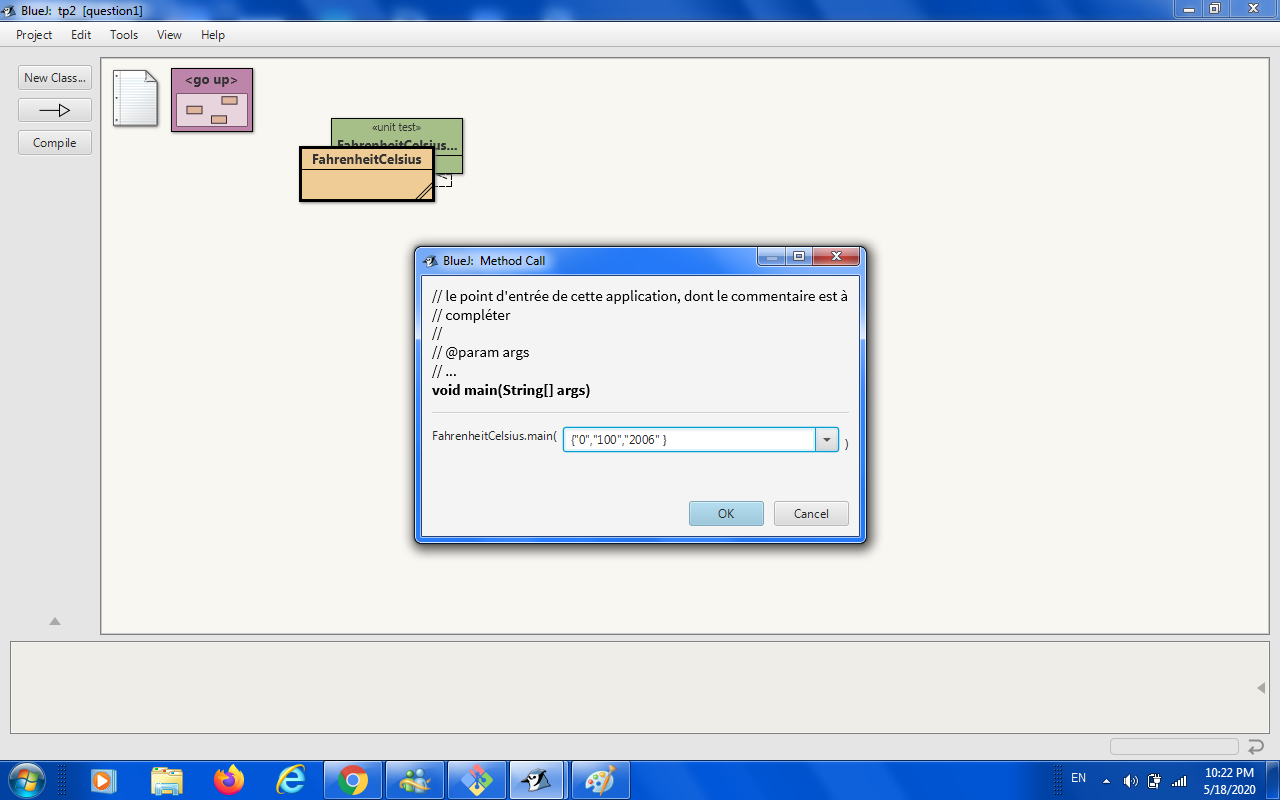 BlueJ: tp2 [question1]
Project Edit Tools View Help
New Class...
Compile
<go up>
«unit test»
FahrenheitCelsius...
FahrenheitCelsius
BlueJ: Method Call
// le point d'entrée de cette application, dont le commentaire est à
// compléter
//
// @param args
// ...
void main(String[] args)
FahrenheitCelsius.main( {"0","100","2006" } )
OK Cancel
EN
10:22 PM
5/18/2020